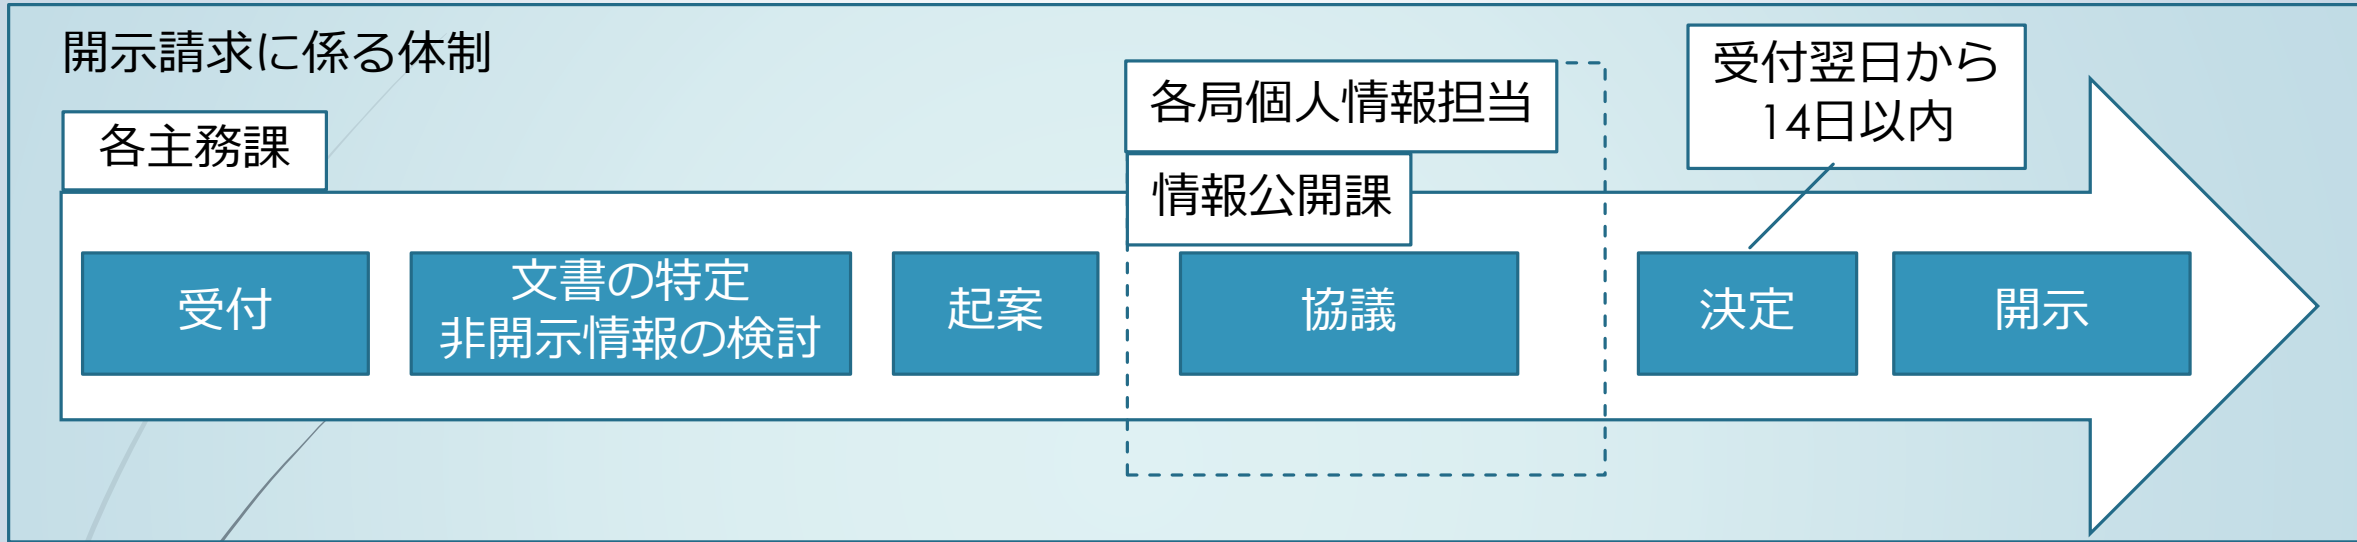 開示請求に係る体制
各主務課
各局個人情報担当
情報公開課
受付翌日から
14日以内
受付
文書の特定
非開示情報の検討
起案
協議
決定
開示